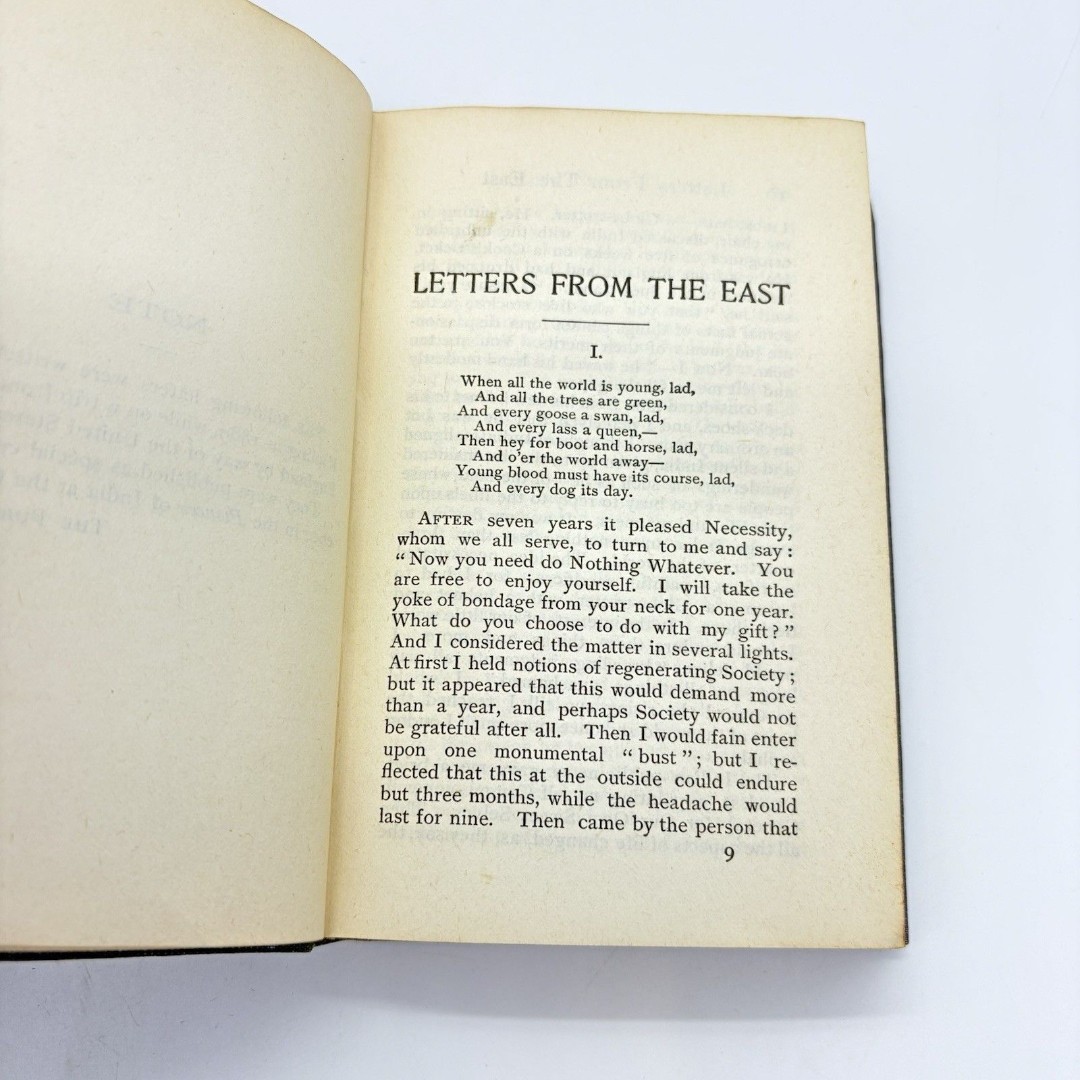 LETTERS FROM THE EAST
I.
When all the world is young, lad,
And all the trees are green,
And every goose a swan, lad,
And every lass a queen,—
Then hey for boot and horse, lad,
And o'er the world away—
Young blood must have its course, lad,
And every dog its day.
AFTER seven years it pleased Necessity,
whom we all serve, to turn to me and say :
“ Now you need do Nothing Whatever. You
are free to enjoy yourself. I will take the
yoke of bondage from your neck for one year.
What do you choose to do with my gift ? ”
And I considered the matter in several lights.
At first I held notions of regenerating Society ;
but it appeared that this would demand more
than a year, and perhaps Society would not
be grateful after all. Then I would fain enter
upon one monumental “ bust ” ; but I re-
flected that this at the outside could endure
but three months, while the headache would
last for nine. Then came by the person that
9